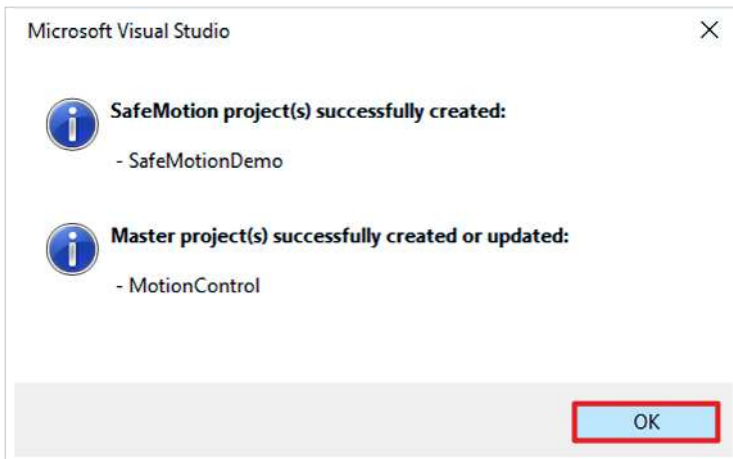 Microsoft Visual Studio
SafeMotion project(s) successfully created:
- SafeMotionDemo
Master project(s) successfully created or updated:
- MotionControl
OK